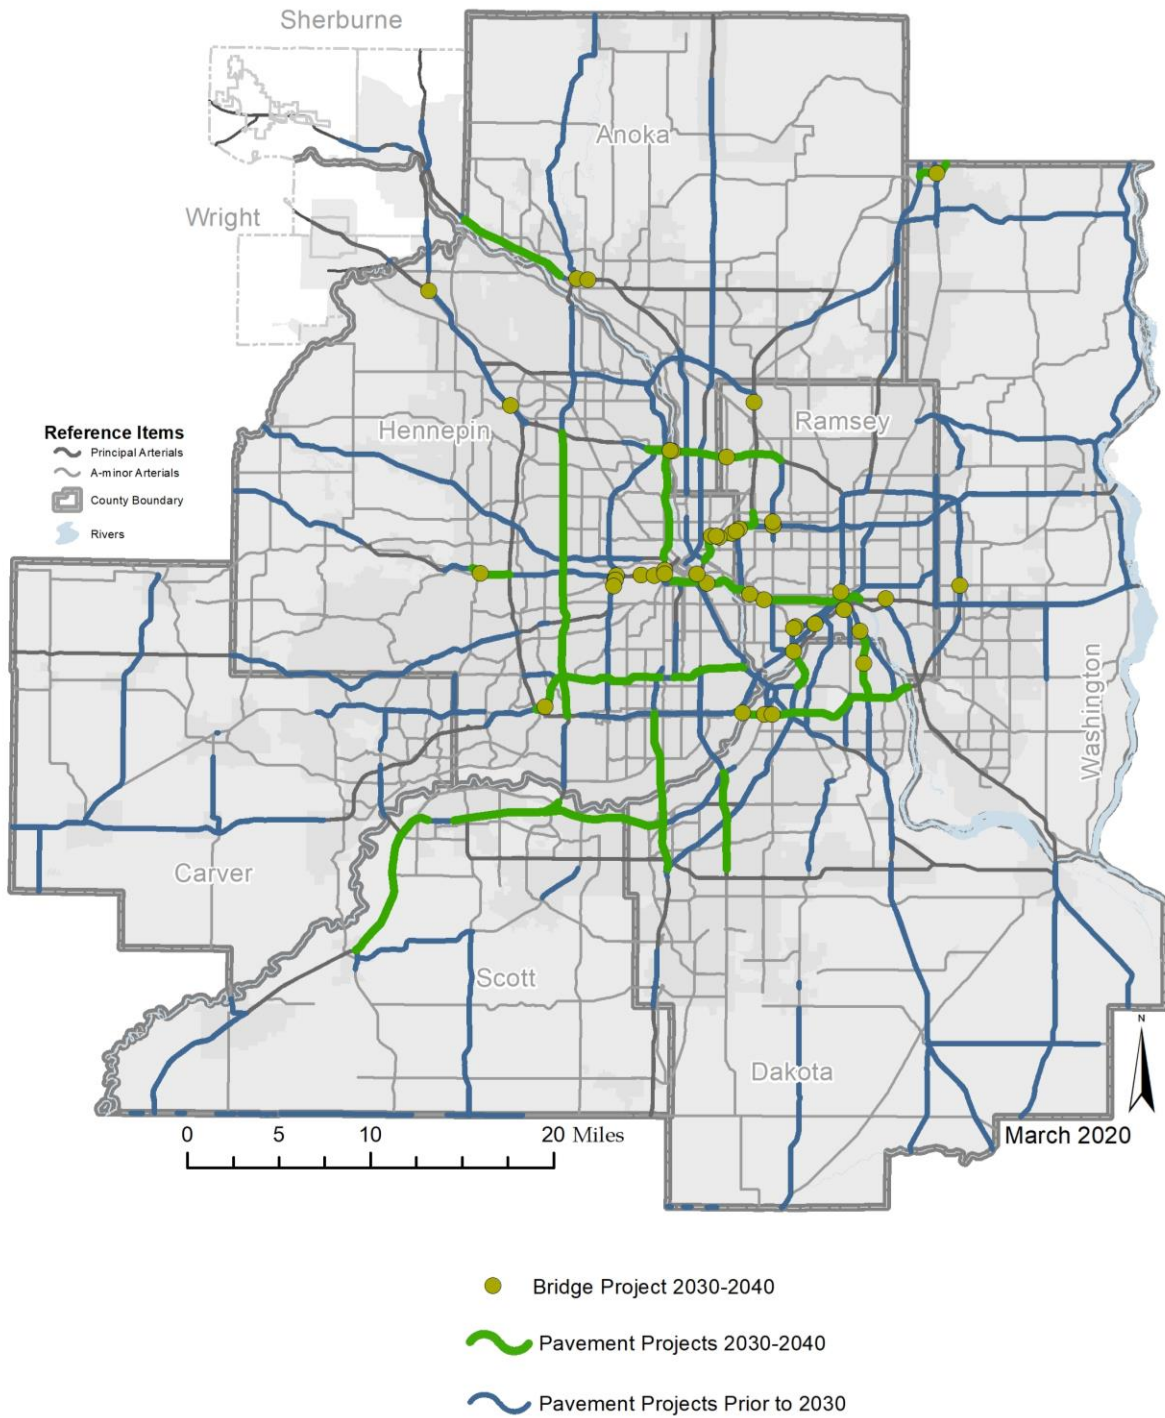 Sherburne
Anoka
Wright
Reference Items
Principal Arterials
A-minor Arterials
County Boundary
Rivers
Hennepin
Ramsey
Washington
Carver
Scott
Dakota
N
March 2020
0 5 10 20 Miles
Bridge Project 2030-2040
Pavement Projects 2030-2040
Pavement Projects Prior to 2030